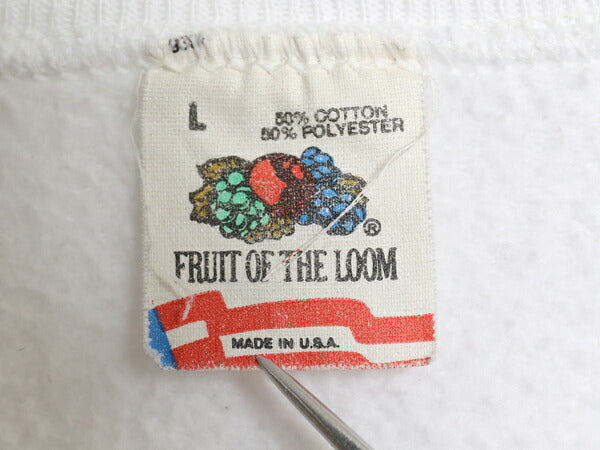 L
50% COTTON
50% POLYESTER
®
FRUIT OF THE LOOM
MADE IN U.S.A.